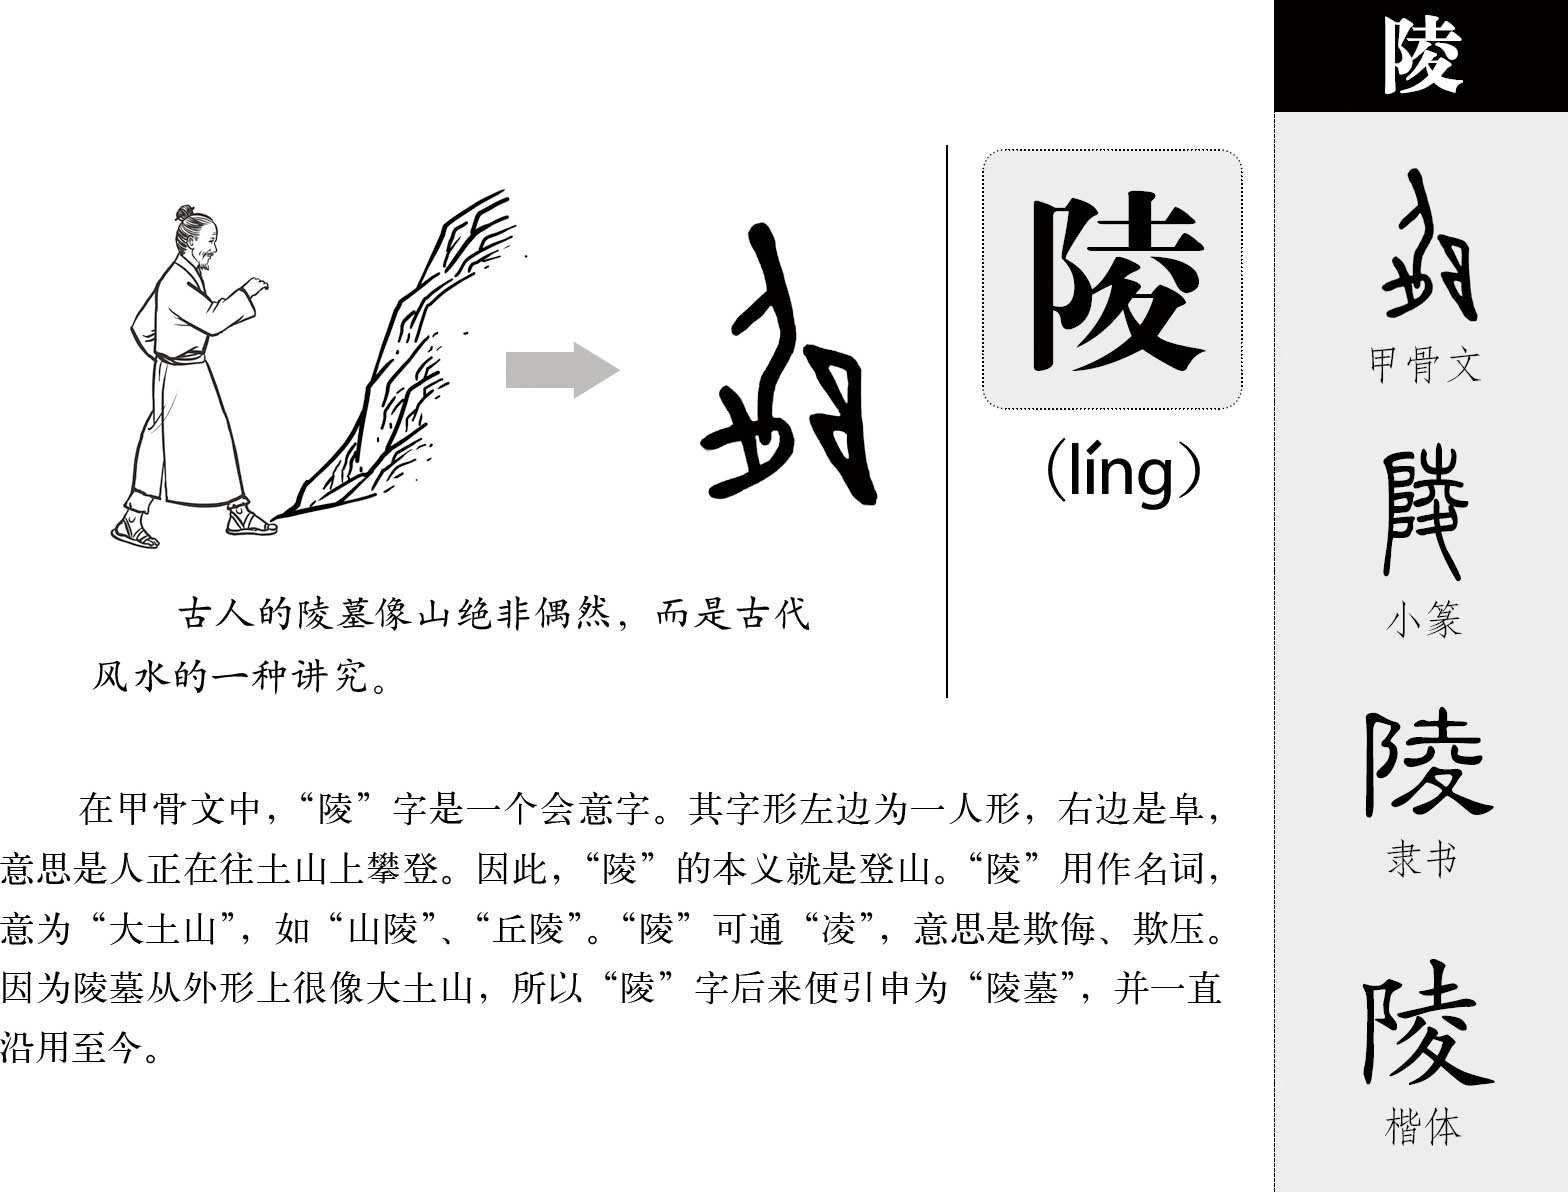 陵
陵
(líng)
古人的陵墓像山绝非偶然，而是古代
风水的一种讲究。
在甲骨文中，“陵”字是一个会意字。其字形左边为一人形，右边是阜，
意思是人正在往土山上攀登。因此，“陵”的本义就是登山。“陵”用作名词，
意为“大土山”，如“山陵”、“丘陵”。“陵”可通“凌”，意思是欺侮、欺压。
因为陵墓从外形上很像大土山，所以“陵”字后来便引申为“陵墓”，并一直
沿用至今。
甲骨文
陵
小篆
陵
隶书
陵
楷体